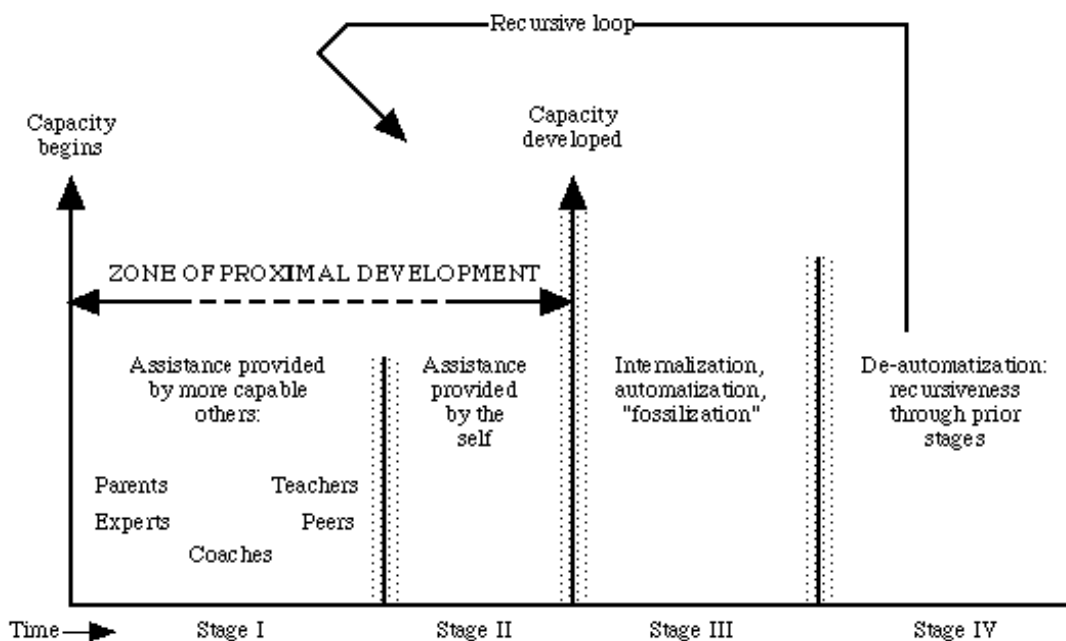 Recursive loop
Capacity
begins
Capacity
developed
ZONE OF PROXIMAL DEVELOPMENT
Assistance provided
by more capable
others:
Parents
Teachers
Experts
Peers
Coaches
Assistance
provided
by the
self
Internalization,
automatization,
"fossilization"
De-automatization:
recursiveness
through prior
stages
Time
Stage I
Stage II
Stage III
Stage IV